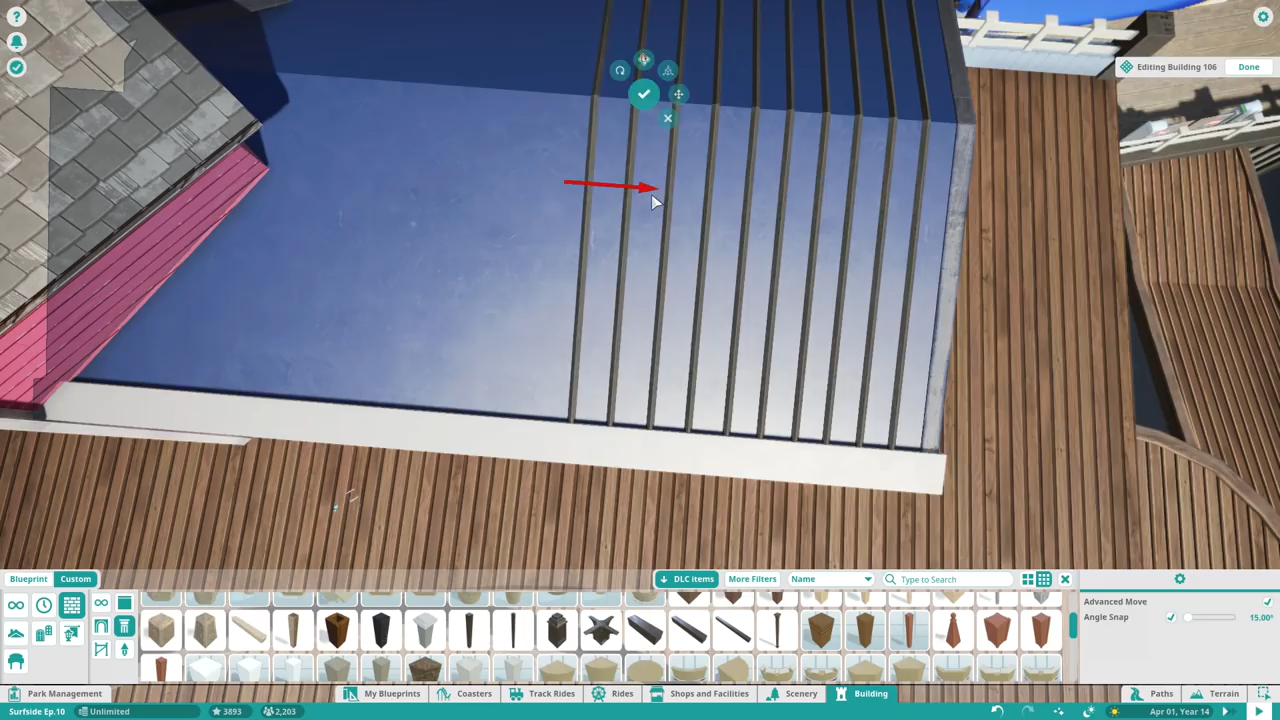 ?
Editing Building 106
Done
Blueprint
Custom
DLC items
More Filters
Name
Type to Search
Advanced Move
Angle Snap
15.00°
Park Management
My Blueprints
Coasters
Track Rides
Rides
Shops and Facilities
Scenery
Building
Paths
Terrain
Surfside Ep.10
Unlimited
3893
2,203
Apr 01, Year 14